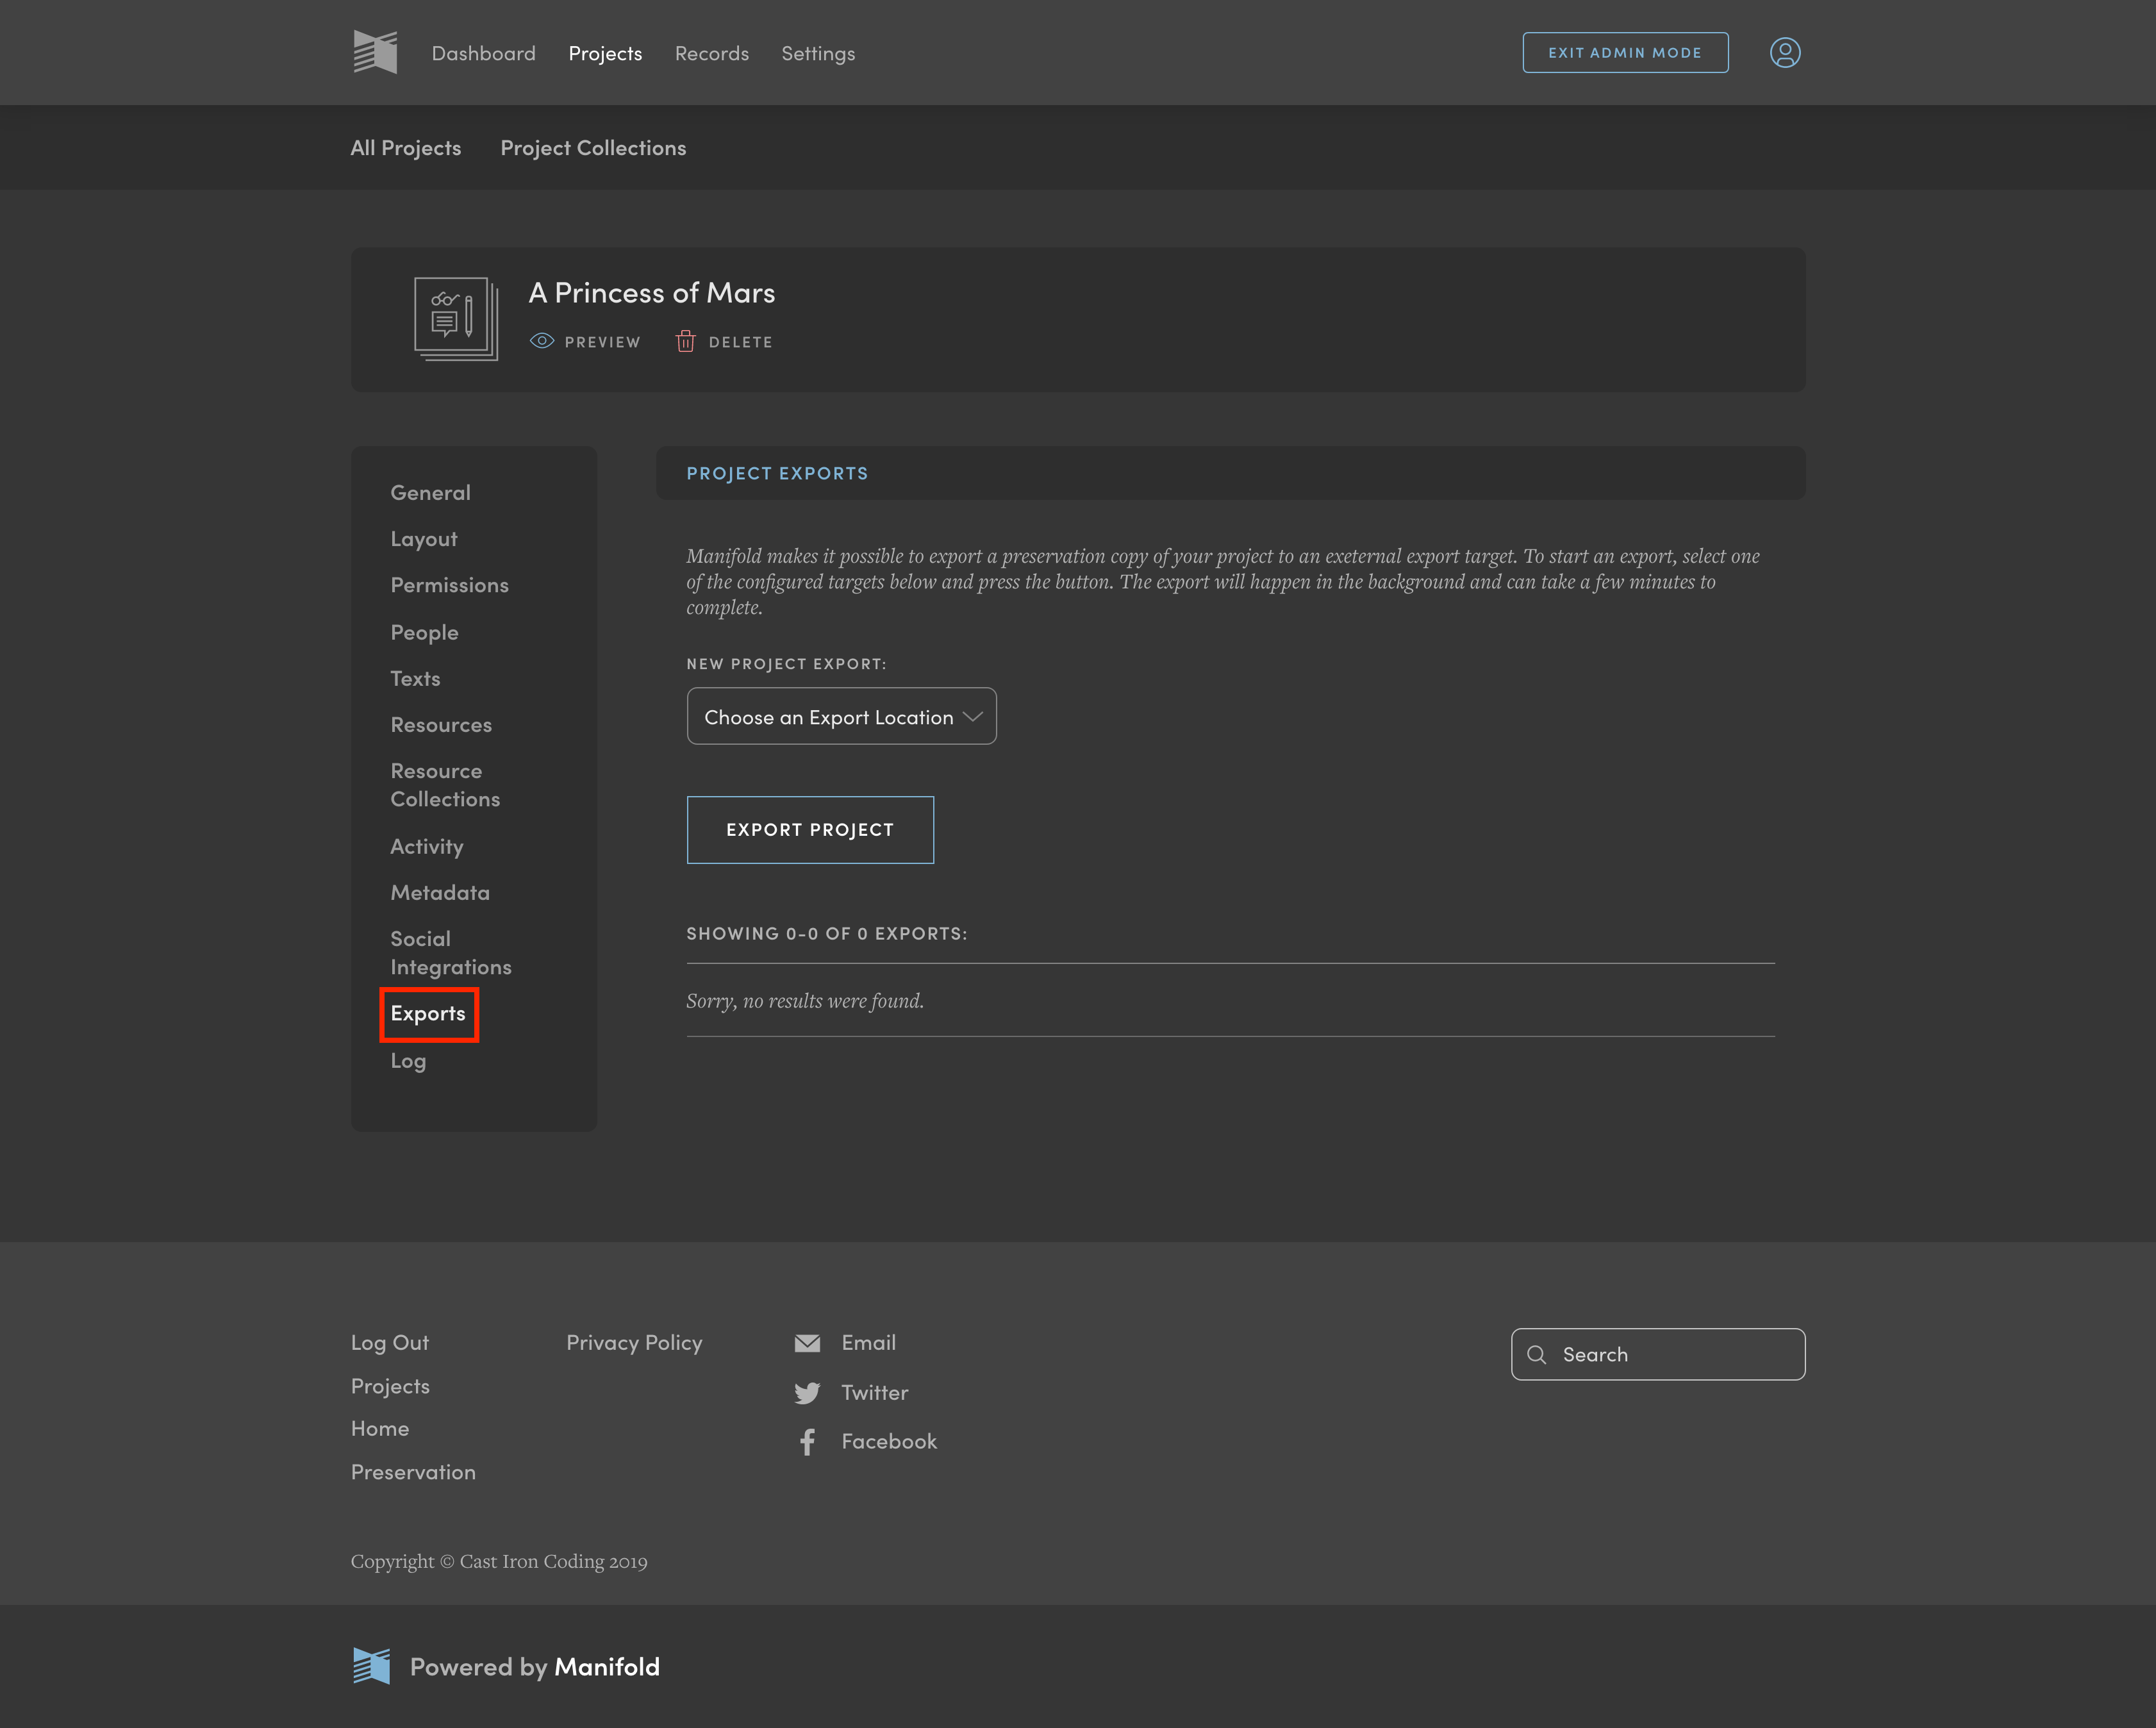 Dashboard Projects Records Settings EXIT ADMIN MODE
All Projects Project Collections
A Princess of Mars
PREVIEW DELETE
General
Layout
Permissions
People
Texts
Resources
Resource
Collections
Activity
Metadata
Social
Integrations
Exports
Log
PROJECT EXPORTS
Manifold makes it possible to export a preservation copy of your project to an exeternal export target. To start an export, select one
of the configured targets below and press the button. The export will happen in the background and can take a few minutes to
complete.
NEW PROJECT EXPORT:
Choose an Export Location
EXPORT PROJECT
SHOWING 0-0 OF 0 EXPORTS:
Sorry, no results were found.
Log Out
Projects
Home
Preservation
Privacy Policy
Email
Twitter
Facebook
Search
Copyright © Cast Iron Coding 2019
Powered by Manifold